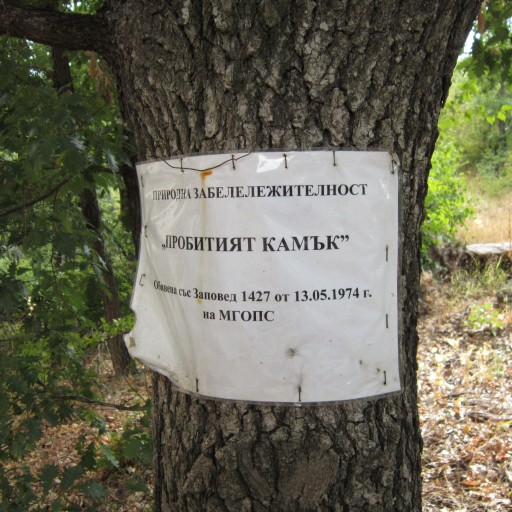 ПРИРОДНА ЗАБЕЛЕЛЕЖИТЕЛНОСТ
„ПРОБИТИЯТ КАМЪК”
Обявена със Заповед 1427 от 13.05.1974 г.
на МГОПС